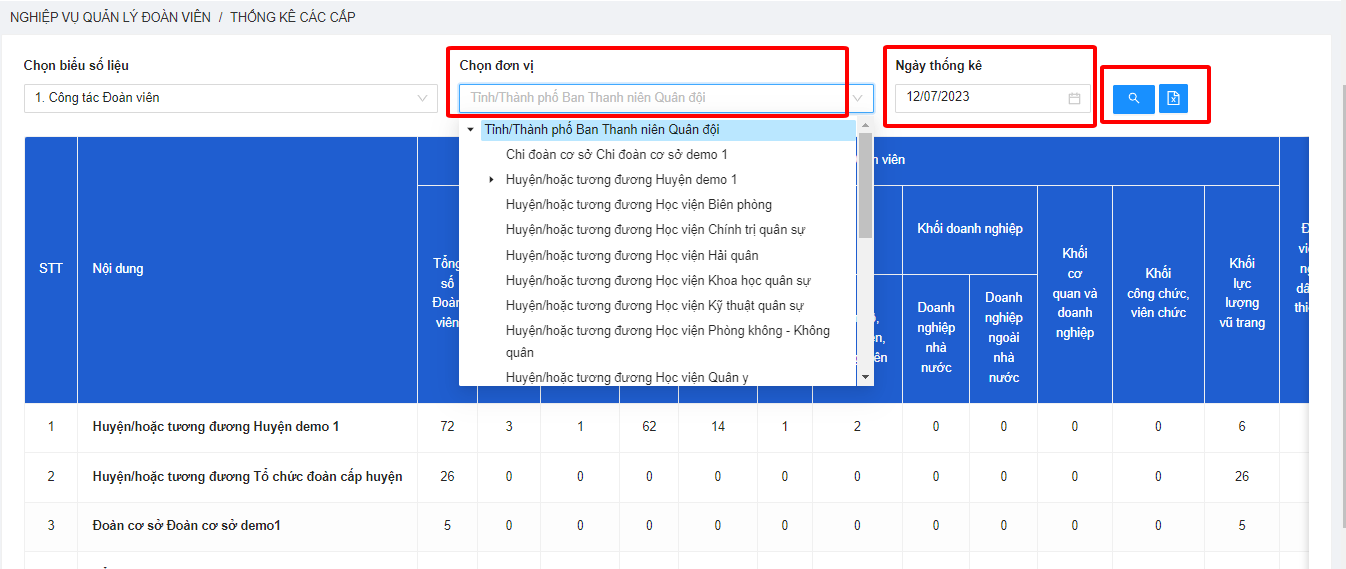 NGHIỆP VỤ QUẢN LÝ ĐOÀN VIÊN / THỐNG KÊ CÁC CẤP
Chọn biểu số liệu
Chọn đơn vị
Ngày thống kê
1. Công tác Đoàn viên
Tỉnh/Thành phố Ban Thanh niên Quân đội
12/07/2023
Tỉnh/Thành phố Ban Thanh niên Quân đội
Chi đoàn cơ sở Chi đoàn cơ sở demo 1
Huyện/hoặc tương đương Huyện demo 1
Huyện/hoặc tương đương Học viện Biên phòng
Huyện/hoặc tương đương Học viện Chính trị quân sự
Huyện/hoặc tương đương Học viện Hải quân
Huyện/hoặc tương đương Học viện Khoa học quân sự
Huyện/hoặc tương đương Học viện Kỹ thuật quân sự
Huyện/hoặc tương đương Học viện Phòng không - Không
quân
Huyện/hoặc tương đương Học viện Quân y
STT
Nội dung
Tổng
số
Đoàn
viên
viên
Khối doanh nghiệp
Doanh
nghiệp
nhà
nước
Doanh
nghiệp
ngoài
nhà
nước
Khối
cơ
quan và
doanh
nghiệp
Khối
công chức,
viên chức
Khối
lực
lượng
vũ trang
1 Huyện/hoặc tương đương Huyện demo 1 72 3 1 62 14 1 2 0 0 0 0 6
2 Huyện/hoặc tương đương Tổ chức đoàn cấp huyện 26 0 0 0 0 0 0 0 0 0 0 26
3 Đoàn cơ sở Đoàn cơ sở demo1 5 0 0 0 0 0 0 0 0 0 0 5